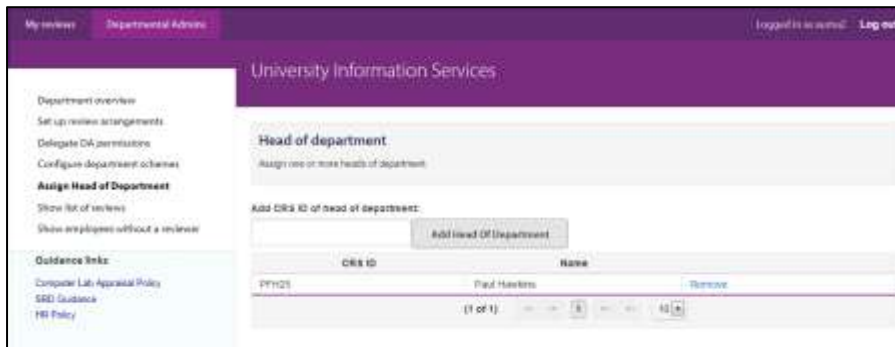 My reviews Departmental Admins Logged in as Log out
University Information Services
Department overview
Set up review arrangements
Delegate DA permissions
Configure department schemes
Assign Head of Department
Show list of reviews
Show employees without a reviewer
Guidance links
Computer Lab Appraisal Policy
SRD Guidance
HR Policy
Head of department
Assign one or more heads of department
Add CRS ID of head of department:
Add Head Of Department
CRS ID Name
PFH25 Paul Hawkins Remove
(1 of 1) 1 10